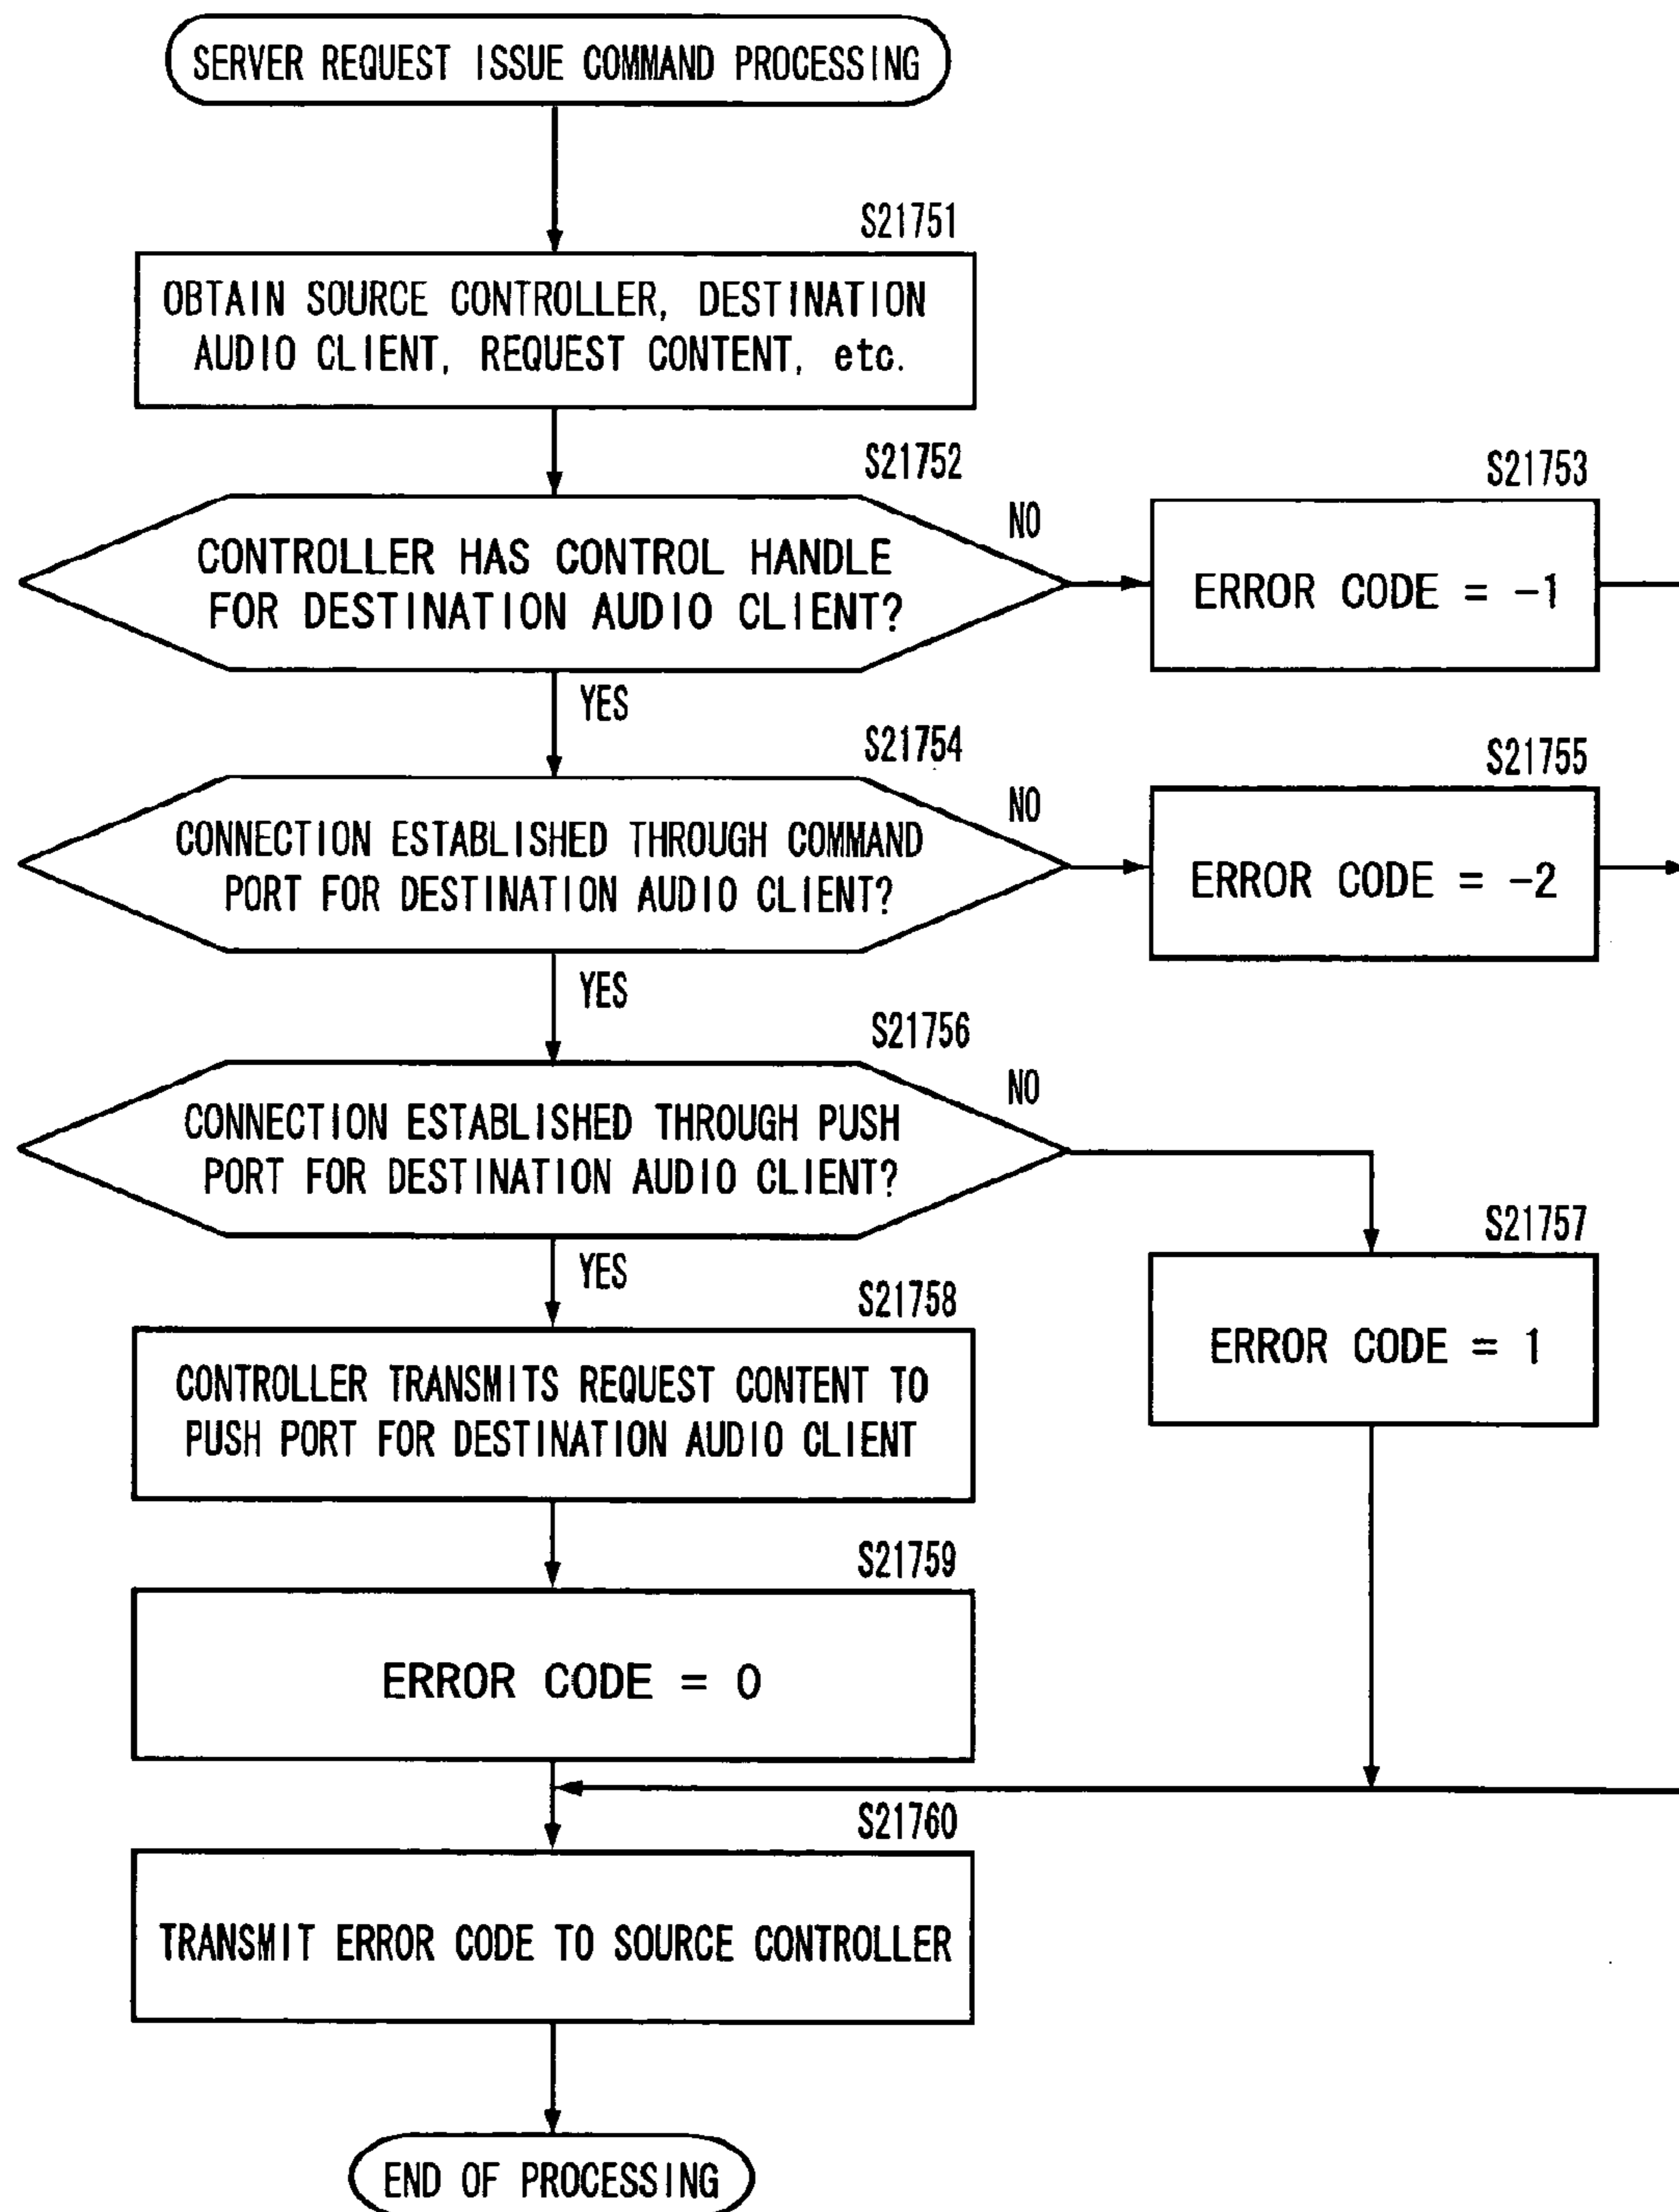 SERVER REQUEST ISSUE COMMAND PROCESSING
S21751
OBTAIN SOURCE CONTROLLER, DESTINATION
AUDIO CLIENT, REQUEST CONTENT, etc.
S21752
CONTROLLER HAS CONTROL HANDLE
FOR DESTINATION AUDIO CLIENT?
NO
S21753
ERROR CODE = -1
YES
S21754
CONNECTION ESTABLISHED THROUGH COMMAND
PORT FOR DESTINATION AUDIO CLIENT?
NO
S21755
ERROR CODE = -2
YES
S21756
CONNECTION ESTABLISHED THROUGH PUSH
PORT FOR DESTINATION AUDIO CLIENT?
NO
S21757
ERROR CODE = 1
YES
S21758
CONTROLLER TRANSMITS REQUEST CONTENT TO
PUSH PORT FOR DESTINATION AUDIO CLIENT
S21759
ERROR CODE = 0
S21760
TRANSMIT ERROR CODE TO SOURCE CONTROLLER
END OF PROCESSING